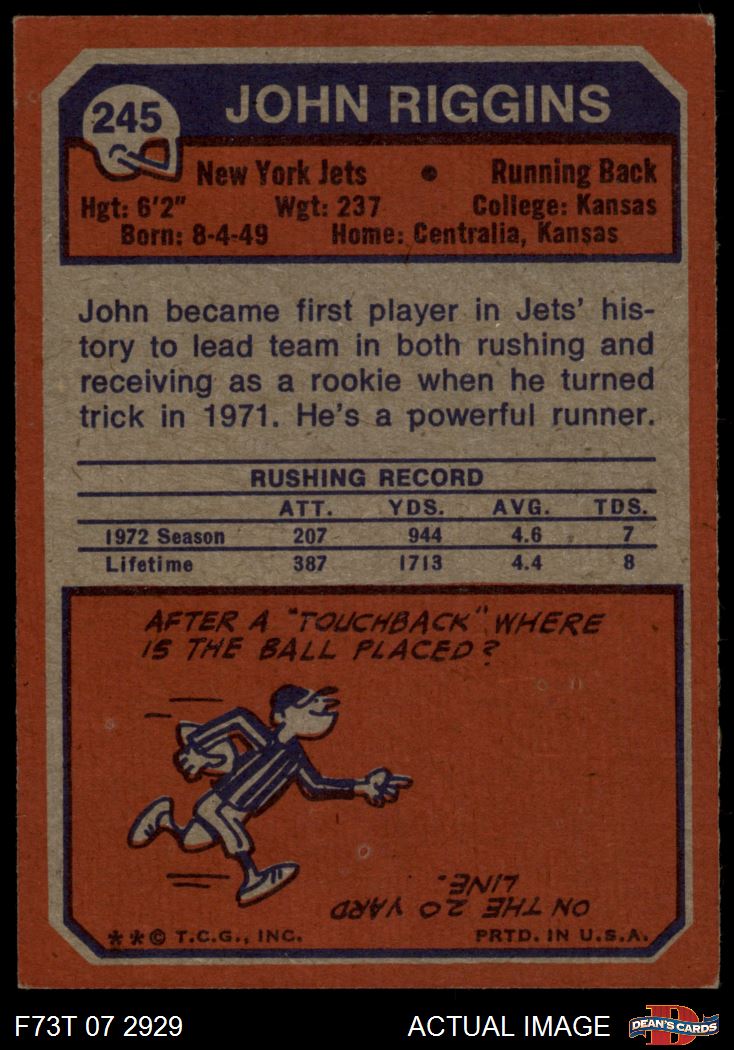 245 JOHN RIGGINS
New York Jets • Running Back
Hgt: 6'2" Wgt: 237 College: Kansas
Born: 8-4-49 Home: Centralia, Kansas
John became first player in Jets' his-
tory to lead team in both rushing and
receiving as a rookie when he turned
trick in 1971. He's a powerful runner.
RUSHING RECORD
ATT. YDS. AVG. TDS.
1972 Season 207 944 4.6 7
Lifetime 387 1713 4.4 8
AFTER A "TOUCHBACK" WHERE
IS THE BALL PLACED?
ON THE 20 YARD
LINE.
**© T.C.G., INC. PRTD. IN U.S.A.
F73T 07 2929 ACTUAL IMAGE D DEAN'S CARDS